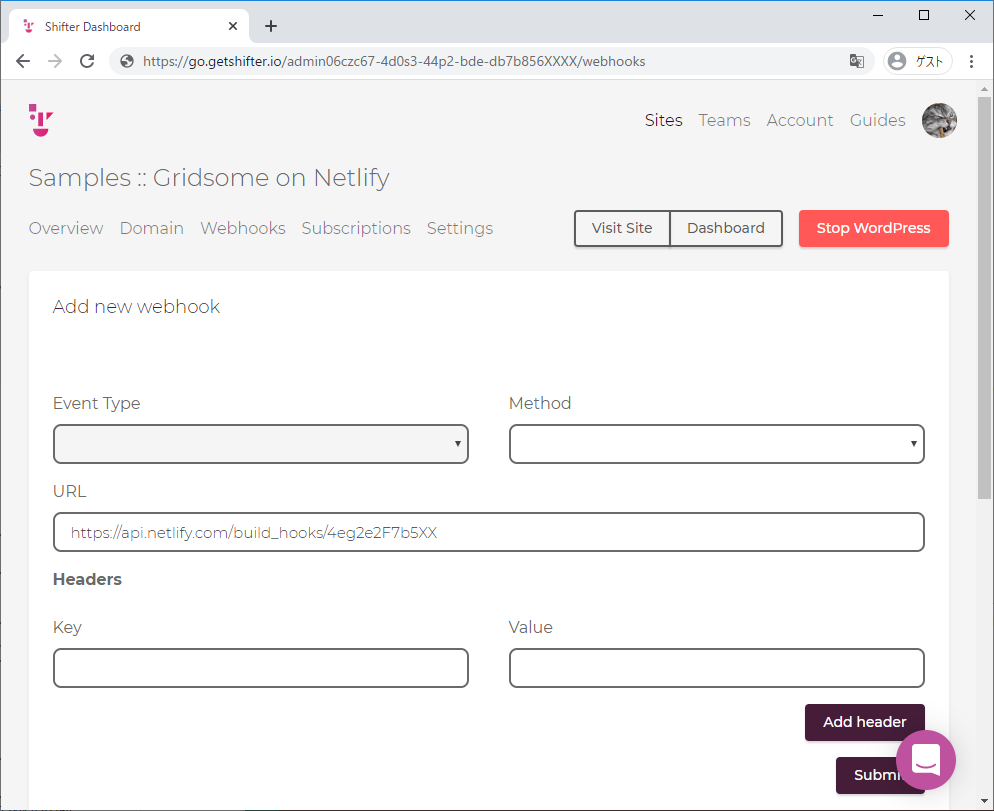 Shifter Dashboard
https://go.getshifter.io/admin06czc67-4d0s3-44p2-bde-db7b856XXXX/webhooks
ゲスト
Sites Teams Account Guides
Samples :: Gridsome on Netlify
Overview Domain Webhooks Subscriptions Settings Visit Site Dashboard Stop WordPress
Add new webhook
Event Type Method
URL
https://api.netlify.com/build_hooks/4eg2e2F7b5XX
Headers
Key Value
Add header